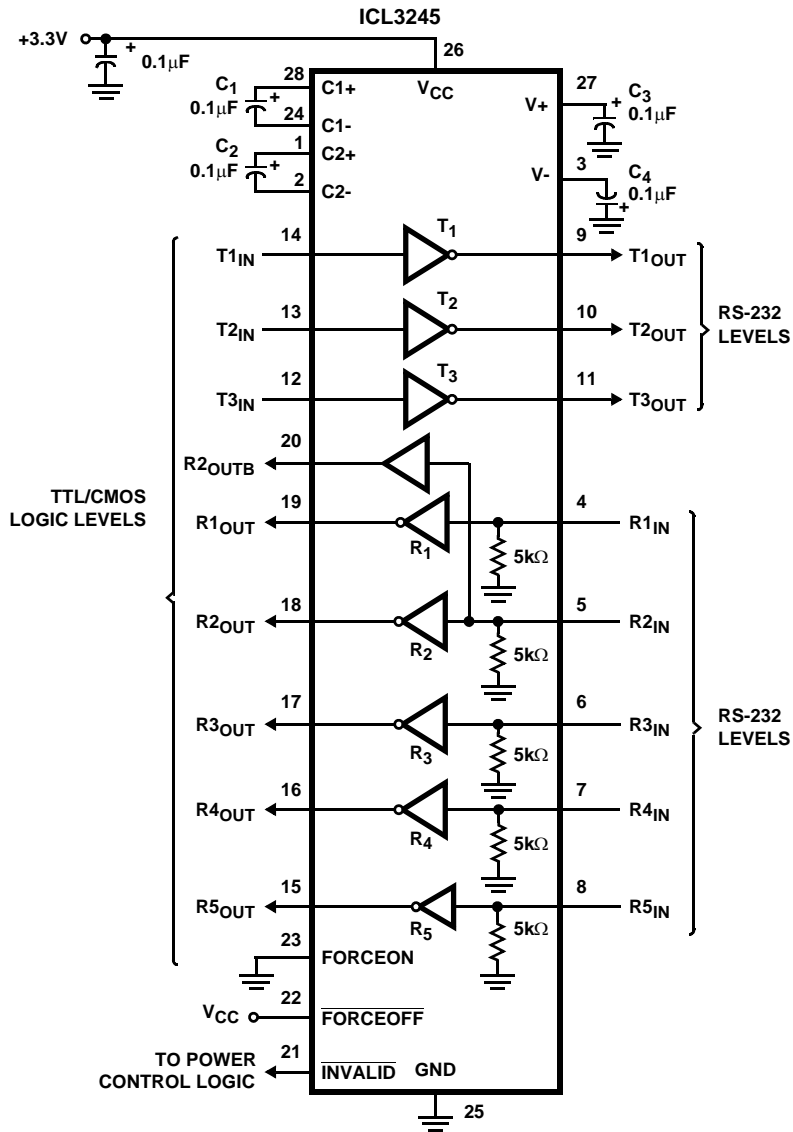 ICL3245
+3.3V
+ 0.1μF
26
VCC
C1
0.1μF
+
28
C1+
24
C1-
C2
0.1μF
+
1
C2+
2
C2-
27
V+
+
C3
0.1μF
3
V-
C4
0.1μF
+
T1IN
14
T1
9
T1OUT
T2IN
13
T2
10
T2OUT
T3IN
12
T3
11
T3OUT
RS-232
LEVELS
TTL/CMOS
LOGIC LEVELS
R2OUTB
20
R1OUT
19
R1
5kΩ
4
R1IN
R2OUT
18
R2
5kΩ
5
R2IN
R3OUT
17
R3
5kΩ
6
R3IN
R4OUT
16
R4
5kΩ
7
R4IN
R5OUT
15
R5
5kΩ
8
R5IN
RS-232
LEVELS
23
FORCEON
VCC
22
FORCEOFF
TO POWER
CONTROL LOGIC
21
INVALID
GND
25